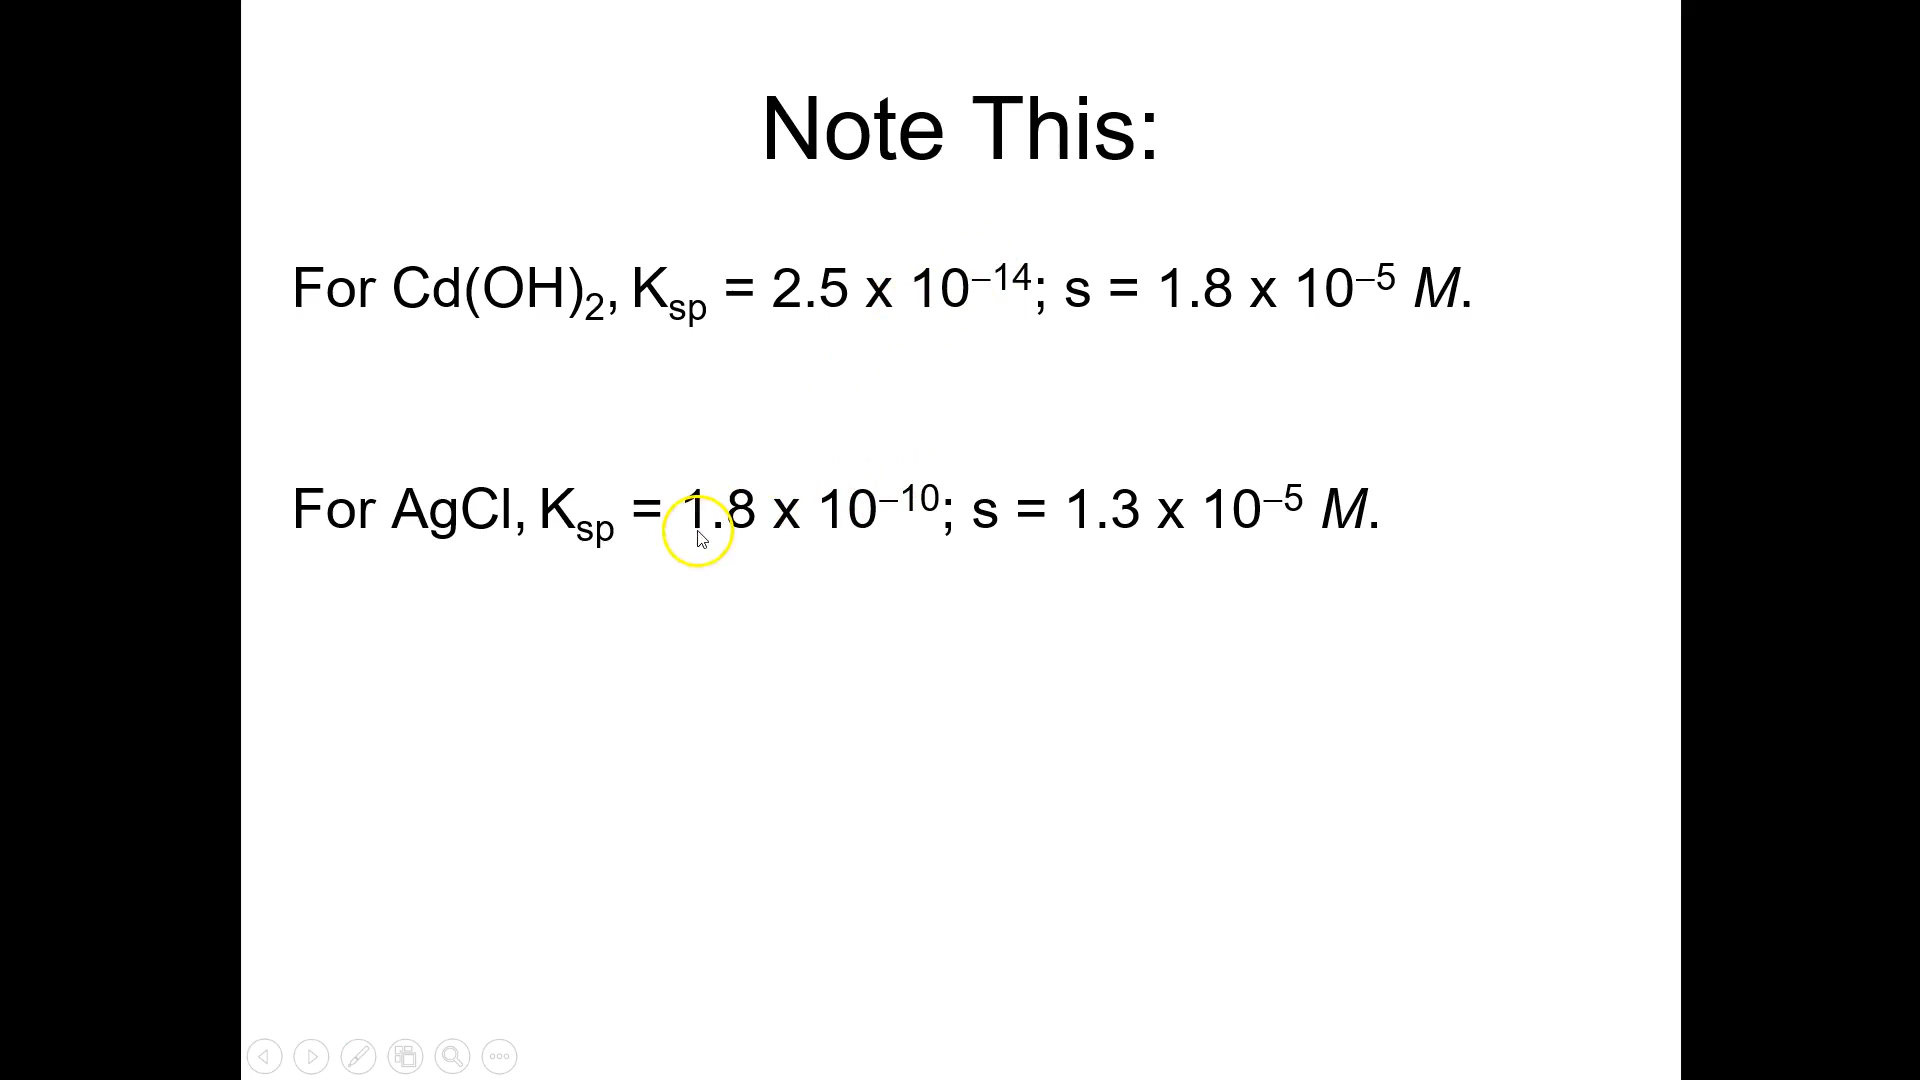 Note This:
For Cd(OH)₂, Kₛₚ = 2.5 x 10⁻¹⁴; s = 1.8 x 10⁻⁵ M.
For AgCl, Kₛₚ = 1.8 x 10⁻¹⁰; s = 1.3 x 10⁻⁵ M.